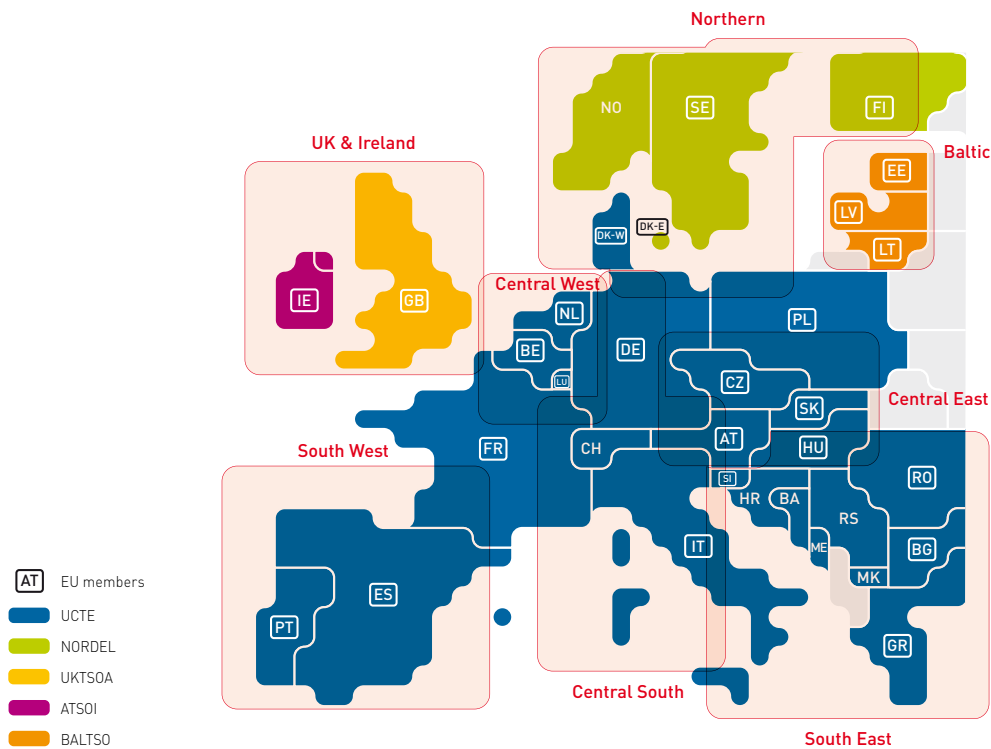 Northern
NO
SE
FI
UK & Ireland
Baltic
EE
LV
LT
DK-W
DK-E
IE
GB
Central West
NL
BE
LU
DE
PL
CZ
SK
Central East
AT
HU
FR
CH
South West
SI
HR
BA
RO
RS
IT
ME
BG
MK
ES
PT
GR
Central South
South East
AT EU members
UCTE
NORDEL
UKTSOA
ATSOI
BALTSO